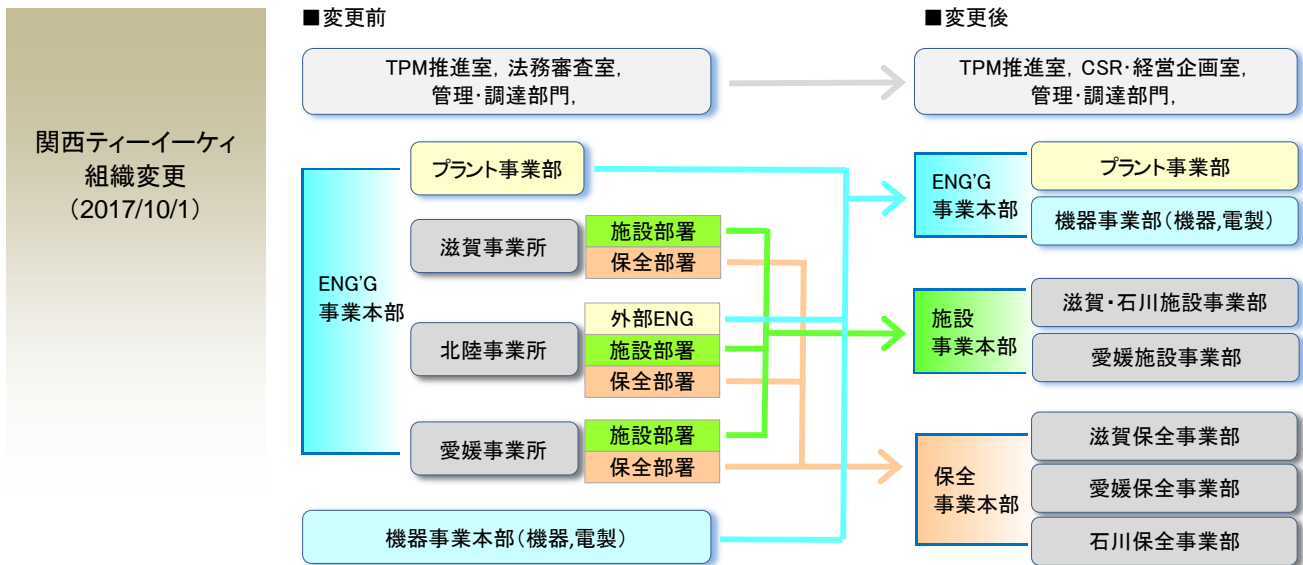 関西ティーイーケィ
組織変更
（2017/10/1）
■変更前
TPM推進室，法務審査室，
管理・調達部門，
ENG'G
事業本部
プラント事業部
滋賀事業所
施設部署
保全部署
北陸事業所
外部ENG
施設部署
保全部署
愛媛事業所
施設部署
保全部署
機器事業本部（機器,電製）
■変更後
TPM推進室，CSR・経営企画室，
管理・調達部門，
ENG'G
事業本部
プラント事業部
機器事業部（機器,電製）
施設
事業本部
滋賀・石川施設事業部
愛媛施設事業部
保全
事業本部
滋賀保全事業部
愛媛保全事業部
石川保全事業部